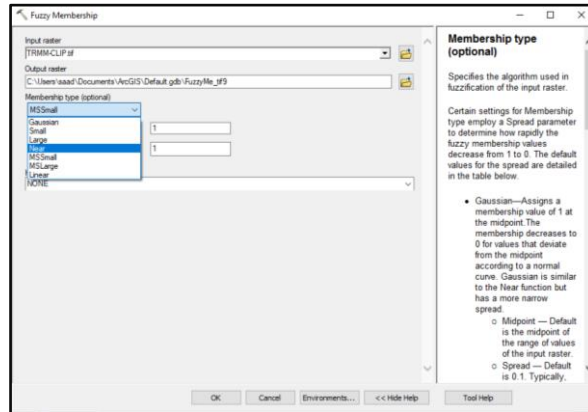 Fuzzy Membership
Input raster
TRMM-CLIP.tif
Output raster
C:\Users\saad\Documents\ArcGIS\Default.gdb\FuzzyMe_tif9
Membership type (optional)
MSSmall
Gaussian
Small
Large
Near
MSSmall
MSLarge
Linear
1
1
NONE
OK
Cancel
Environments...
<< Hide Help
Tool Help
Membership type
(optional)
Specifies the algorithm used in
fuzzification of the input raster.
Certain settings for Membership
type employ a Spread parameter
to determine how rapidly the
fuzzy membership values
decrease from 1 to 0. The default
values for the spread are detailed
in the table below.
• Gaussian—Assigns a
membership value of 1 at
the midpoint.The
membership decreases to
0 for values that deviate
from the midpoint
according to a normal
curve. Gaussian is similar
to the Near function but
has a more narrow
spread.
○ Midpoint — Default
is the midpoint of
the range of values
of the input raster.
○ Spread — Default
is 0.1. Typically,